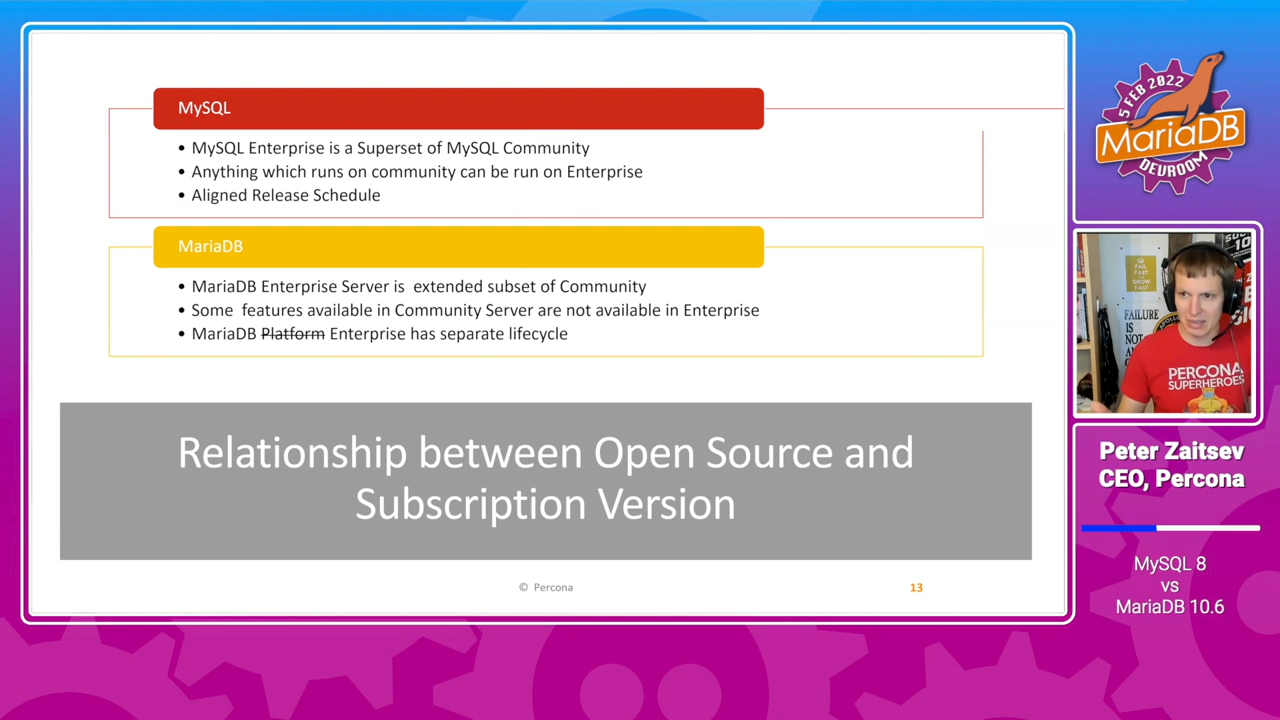 MySQL
• MySQL Enterprise is a Superset of MySQL Community
• Anything which runs on community can be run on Enterprise
• Aligned Release Schedule
MariaDB
• MariaDB Enterprise Server is extended subset of Community
• Some features available in Community Server are not available in Enterprise
• MariaDB Platform Enterprise has separate lifecycle
Relationship between Open Source and
Subscription Version
© Percona
13
5 FEB 2022
MariaDB
DEVROOM
FAIL
FAST
GROW
FAST
FAILURE
IS
NOT
PERCONA
SUPERHEROES
Peter Zaitsev
CEO, Percona
MySQL 8
vs
MariaDB 10.6